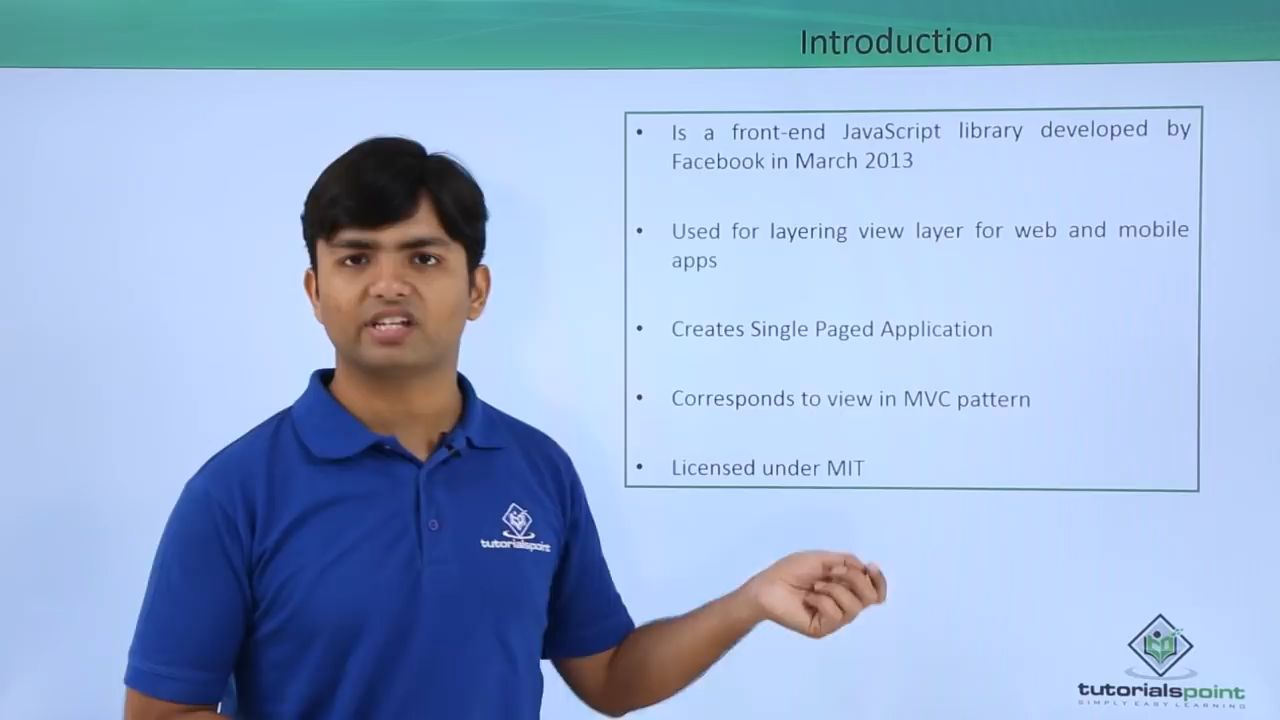 Introduction
• Is a front-end JavaScript library developed by
Facebook in March 2013
• Used for layering view layer for web and mobile
apps
• Creates Single Paged Application
• Corresponds to view in MVC pattern
• Licensed under MIT
tutorialspoint
tutorialspoint
SIMPLY EASY LEARNING